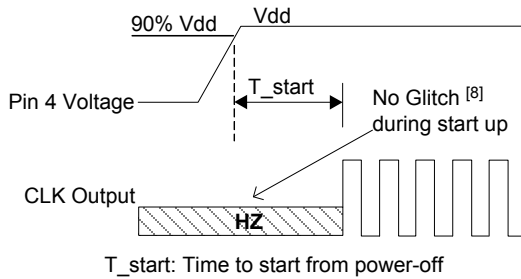 90% Vdd
Vdd
T_start
Pin 4 Voltage
No Glitch [8]
during start up
CLK Output
HZ
T_start: Time to start from power-off